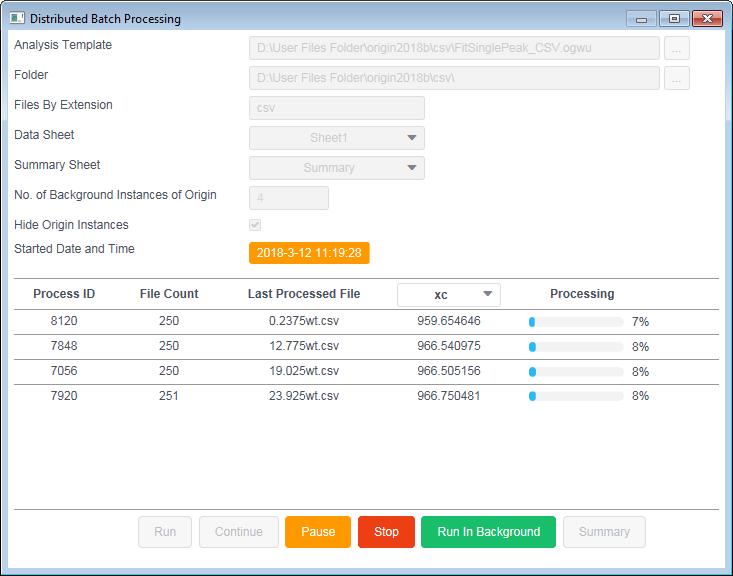 Distributed Batch Processing
Analysis Template D:\User Files Folder\origin2018b\csv\FitSinglePeak_CSV.ogwu ...
Folder D:\User Files Folder\origin2018b\csv\ ...
Files By Extension csv
Data Sheet Sheet1
Summary Sheet Summary
No. of Background Instances of Origin 4
Hide Origin Instances
Started Date and Time 2018-3-12 11:19:28
Process ID File Count Last Processed File xc Processing
8120 250 0.2375wt.csv 959.654646 7%
7848 250 12.775wt.csv 966.540975 8%
7056 250 19.025wt.csv 966.505156 8%
7920 251 23.925wt.csv 966.750481 8%
Run Continue Pause Stop Run In Background Summary